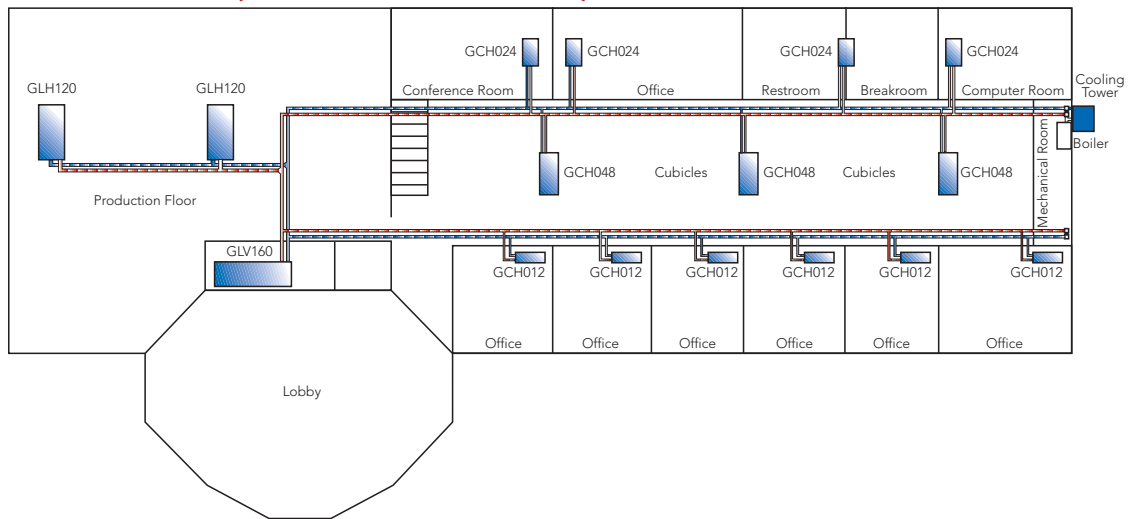 GCH024
GCH024
GCH024
GCH024
GLH120
GLH120
Conference Room
Office
Restroom
Breakroom
Computer Room
Cooling
Tower
Boiler
Mechanical Room
GCH048
Cubicles
GCH048
Cubicles
GCH048
Production Floor
GLV160
GCH012
GCH012
GCH012
GCH012
GCH012
GCH012
Office
Office
Office
Office
Office
Office
Lobby